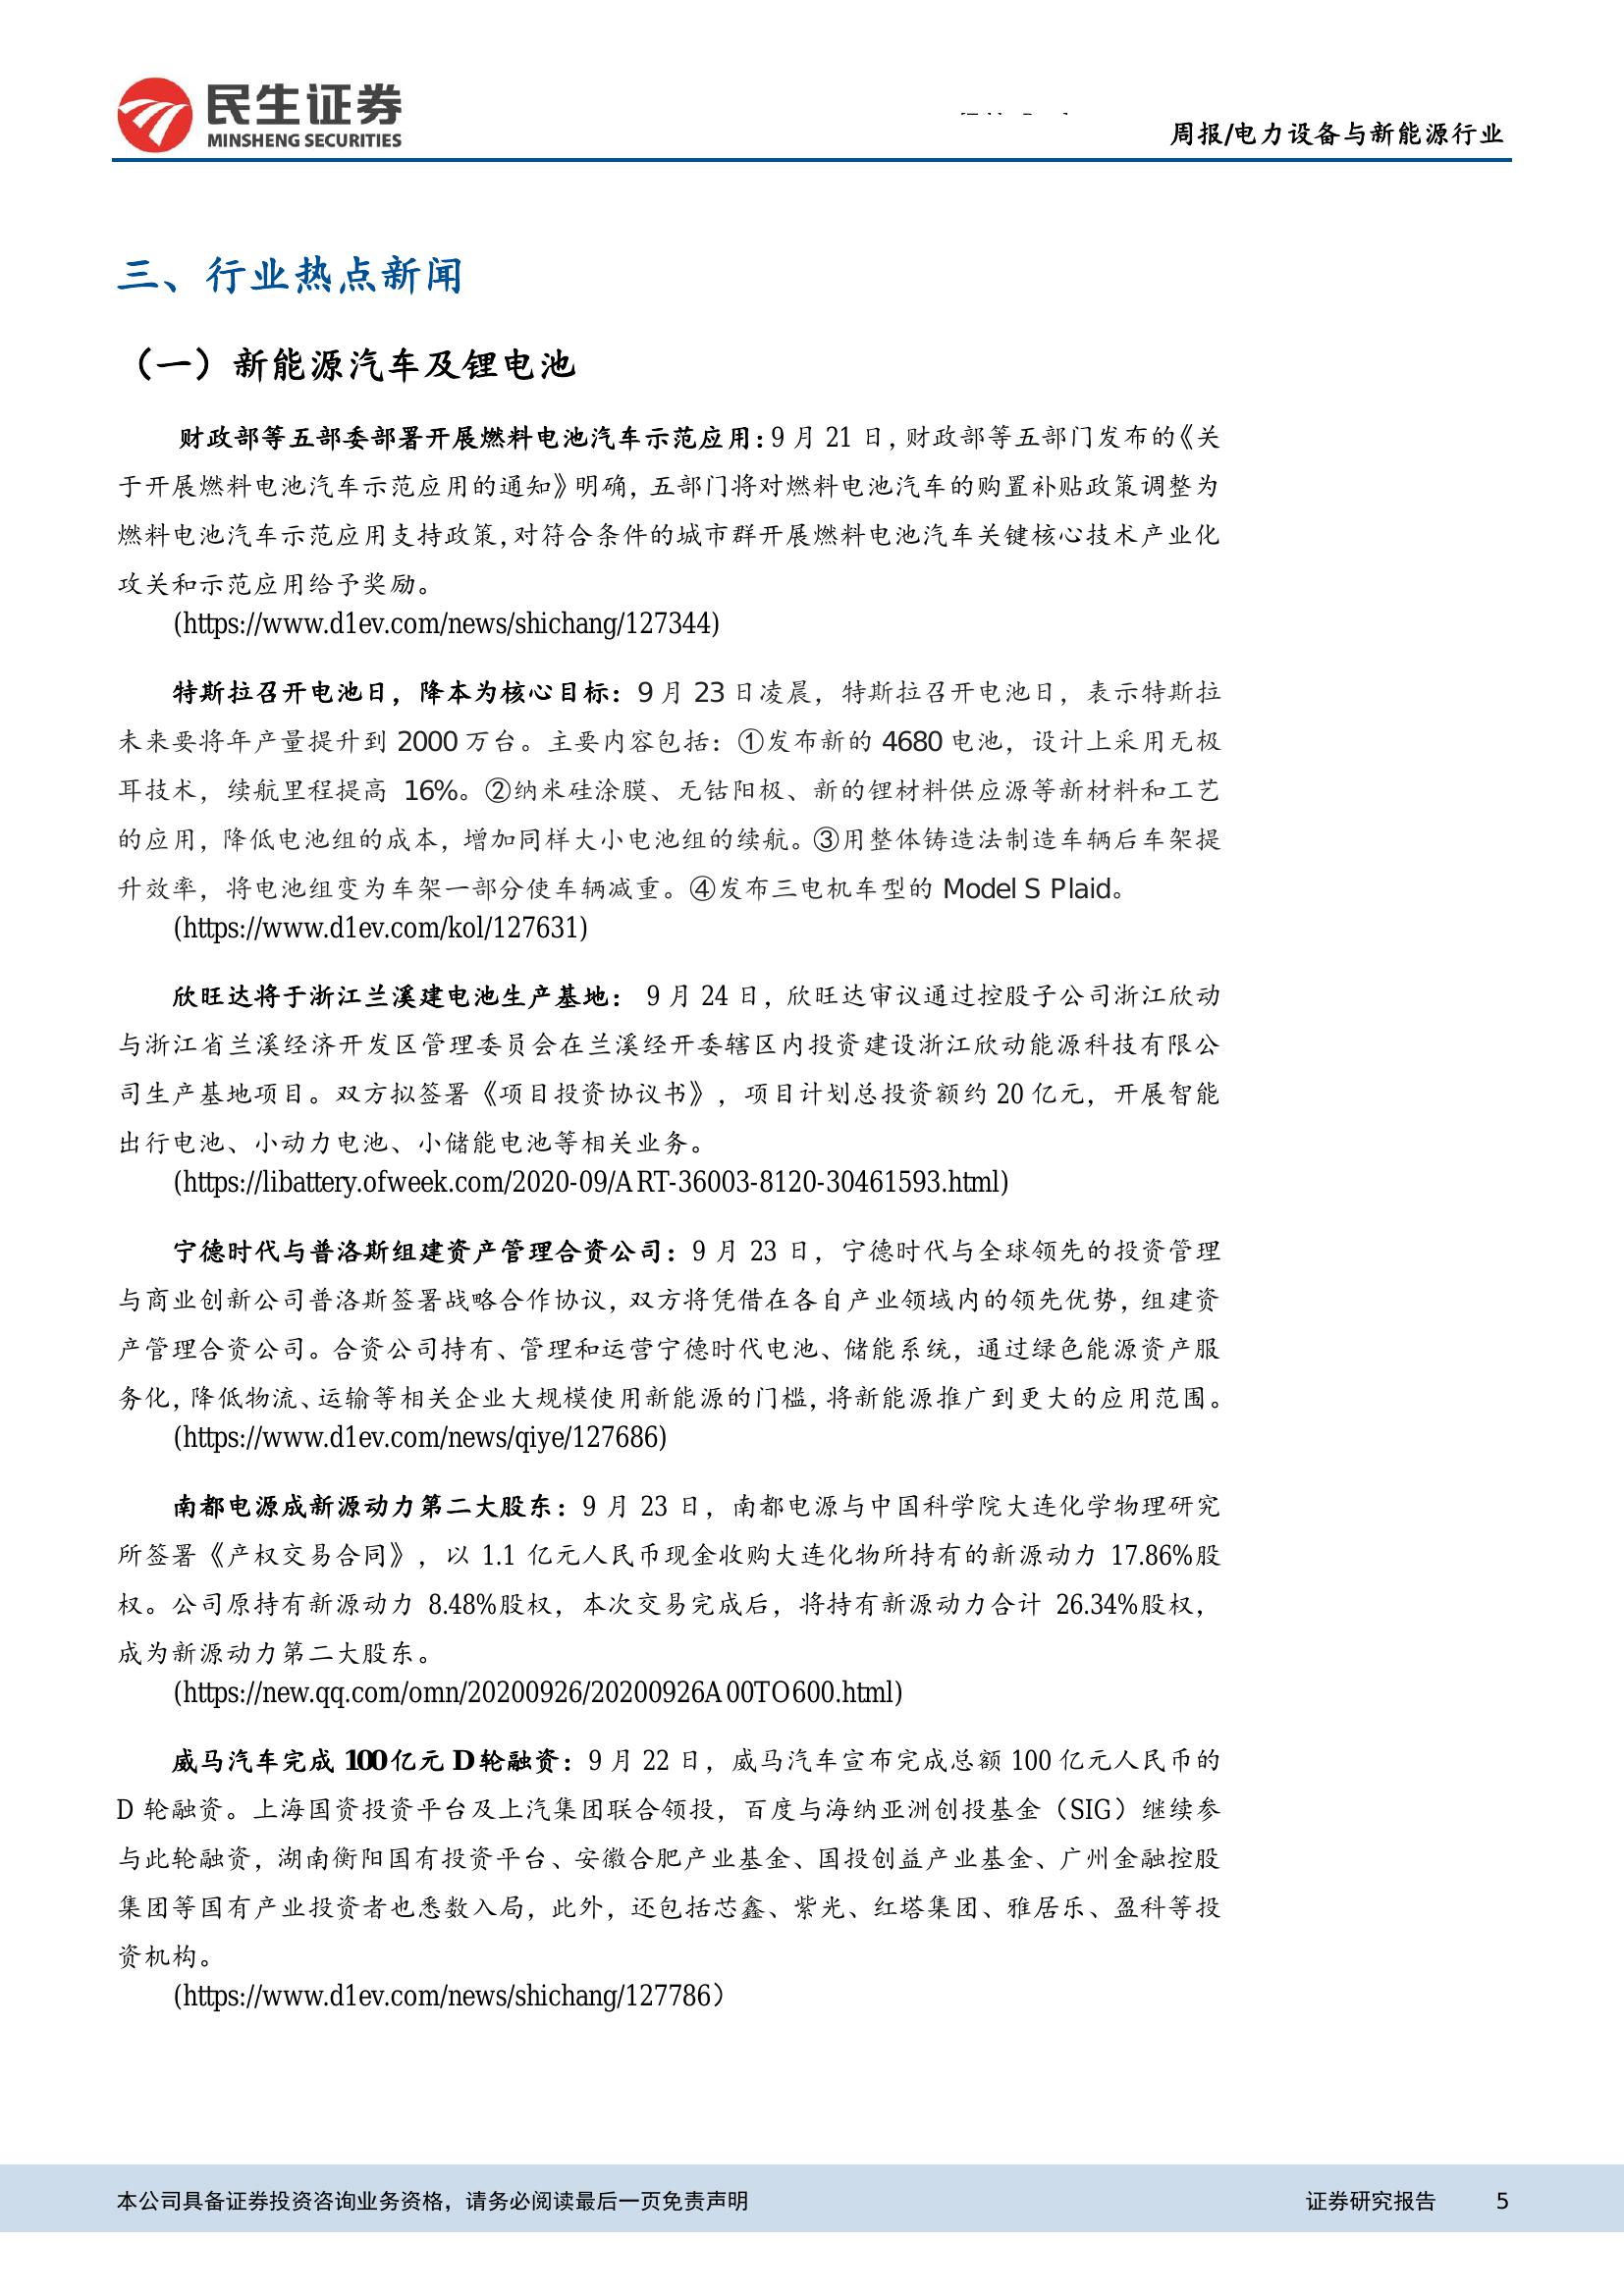 民生证券
MINSHENG SECURITIES
周报/电力设备与新能源行业
三、行业热点新闻
（一）新能源汽车及锂电池
财政部等五部委部署开展燃料电池汽车示范应用：9 月 21 日，财政部等五部门发布的《关
于开展燃料电池汽车示范应用的通知》明确，五部门将对燃料电池汽车的购置补贴政策调整为
燃料电池汽车示范应用支持政策，对符合条件的城市群开展燃料电池汽车关键核心技术产业化
攻关和示范应用给予奖励。
(https://www.d1ev.com/news/shichang/127344)
特斯拉召开电池日，降本为核心目标：9 月 23 日凌晨，特斯拉召开电池日，表示特斯拉
未来要将年产量提升到 2000 万台。主要内容包括：①发布新的 4680 电池，设计上采用无极
耳技术，续航里程提高 16%。②纳米硅涂膜、无钴阳极、新的锂材料供应源等新材料和工艺
的应用，降低电池组的成本，增加同样大小电池组的续航。③用整体铸造法制造车辆后车架提
升效率，将电池组变为车架一部分使车辆减重。④发布三电机车型的 Model S Plaid。
(https://www.d1ev.com/kol/127631)
欣旺达将于浙江兰溪建电池生产基地： 9 月 24 日，欣旺达审议通过控股子公司浙江欣动
与浙江省兰溪经济开发区管理委员会在兰溪经开委辖区内投资建设浙江欣动能源科技有限公
司生产基地项目。双方拟签署《项目投资协议书》，项目计划总投资额约 20 亿元，开展智能
出行电池、小动力电池、小储能电池等相关业务。
(https://libattery.ofweek.com/2020-09/ART-36003-8120-30461593.html)
宁德时代与普洛斯组建资产管理合资公司：9 月 23 日，宁德时代与全球领先的投资管理
与商业创新公司普洛斯签署战略合作协议，双方将凭借在各自产业领域内的领先优势，组建资
产管理合资公司。合资公司持有、管理和运营宁德时代电池、储能系统，通过绿色能源资产服
务化，降低物流、运输等相关企业大规模使用新能源的门槛，将新能源推广到更大的应用范围。
(https://www.d1ev.com/news/qiye/127686)
南都电源成新源动力第二大股东：9 月 23 日，南都电源与中国科学院大连化学物理研究
所签署《产权交易合同》，以 1.1 亿元人民币现金收购大连化物所持有的新源动力 17.86%股
权。公司原持有新源动力 8.48%股权，本次交易完成后，将持有新源动力合计 26.34%股权，
成为新源动力第二大股东。
(https://new.qq.com/omn/20200926/20200926A00TO600.html)
威马汽车完成 100亿元 D轮融资：9 月 22 日，威马汽车宣布完成总额 100 亿元人民币的
D 轮融资。上海国资投资平台及上汽集团联合领投，百度与海纳亚洲创投基金（SIG）继续参
与此轮融资，湖南衡阳国有投资平台、安徽合肥产业基金、国投创益产业基金、广州金融控股
集团等国有产业投资者也悉数入局，此外，还包括芯鑫、紫光、红塔集团、雅居乐、盈科等投
资机构。
(https://www.d1ev.com/news/shichang/127786）
本公司具备证券投资咨询业务资格，请务必阅读最后一页免责声明
证券研究报告 5